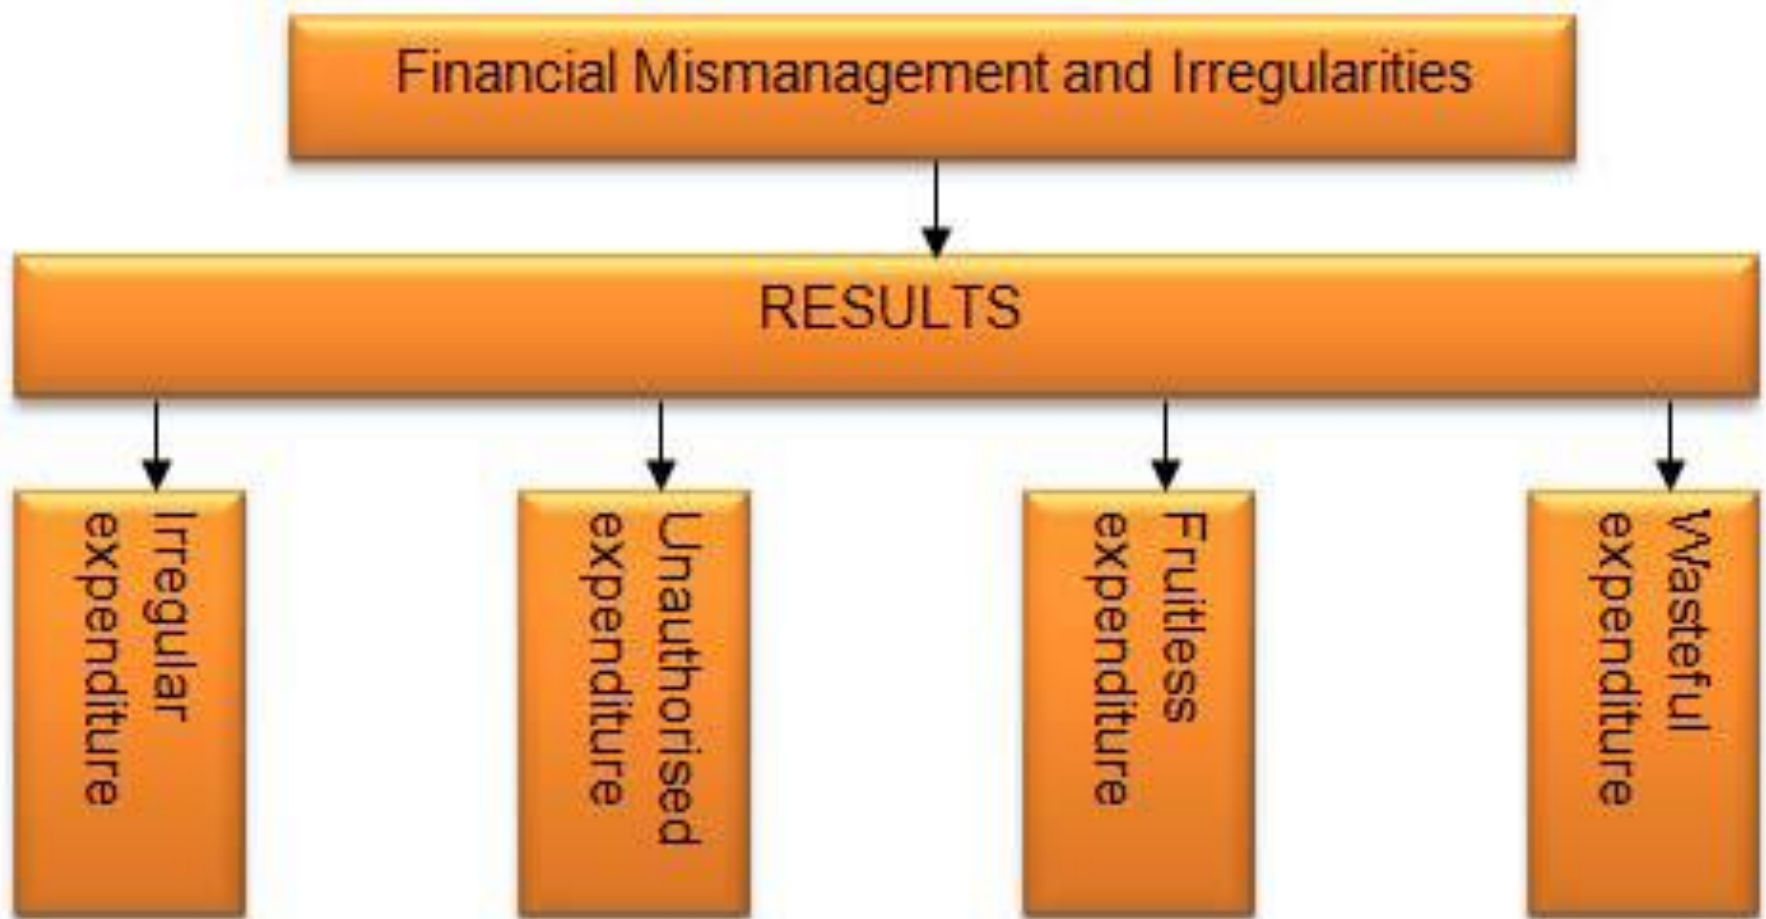 Financial Mismanagement and Irregularities
RESULTS
Irregular
expenditure
Unauthorised
expenditure
Fruitless
expenditure
Wasteful
expenditure